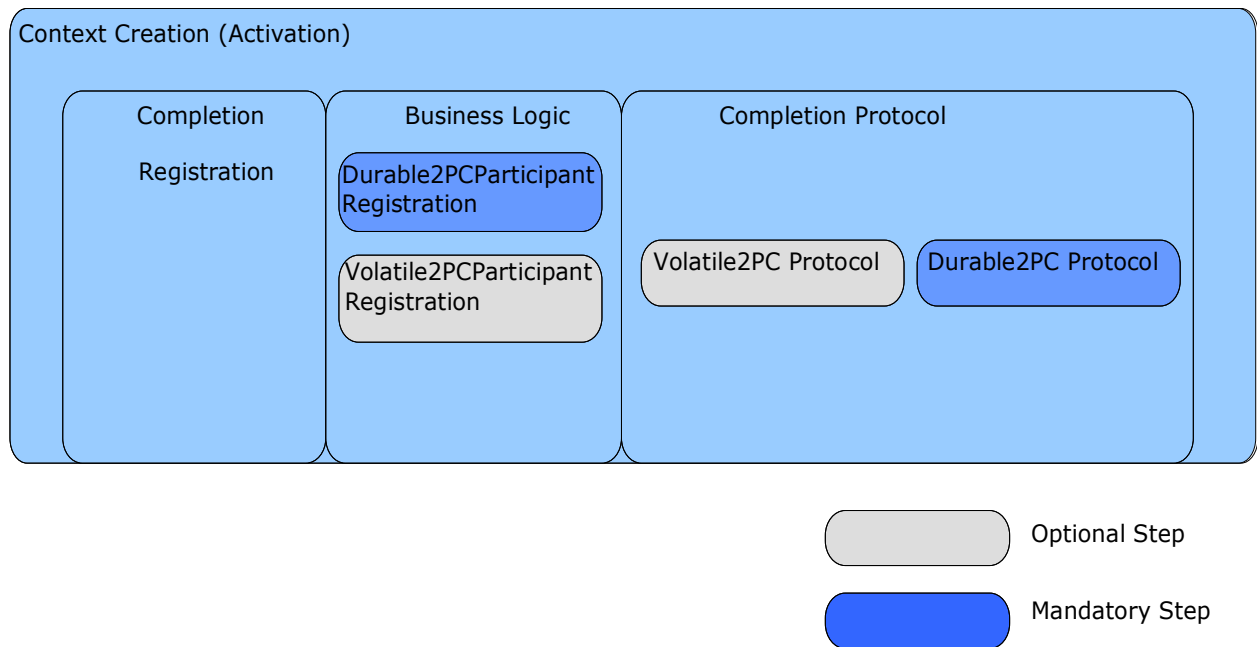 Context Creation (Activation)
Completion
Registration
Business Logic
Durable2PCParticipant
Registration
Volatile2PCParticipant
Registration
Completion Protocol
Volatile2PC Protocol
Durable2PC Protocol
Optional Step
Mandatory Step